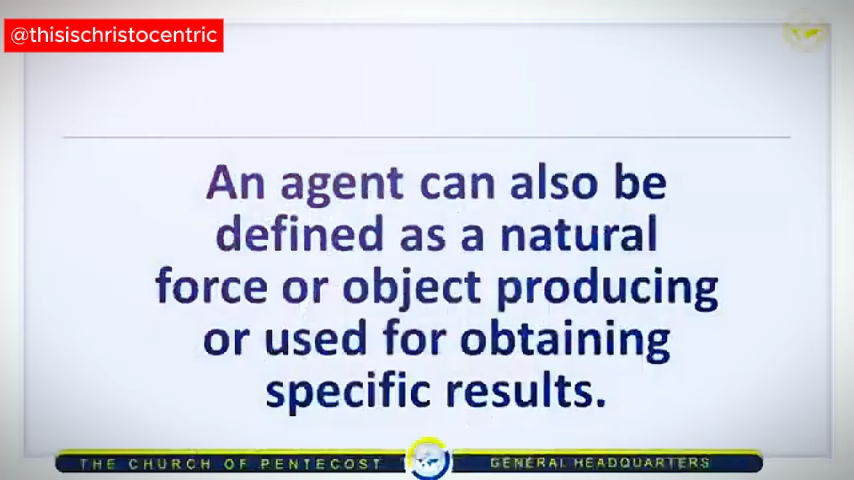 @thisischristocentric
An agent can also be
defined as a natural
force or object producing
or used for obtaining
specific results.
THE CHURCH OF PENTECOST
GENERAL HEADQUARTERS